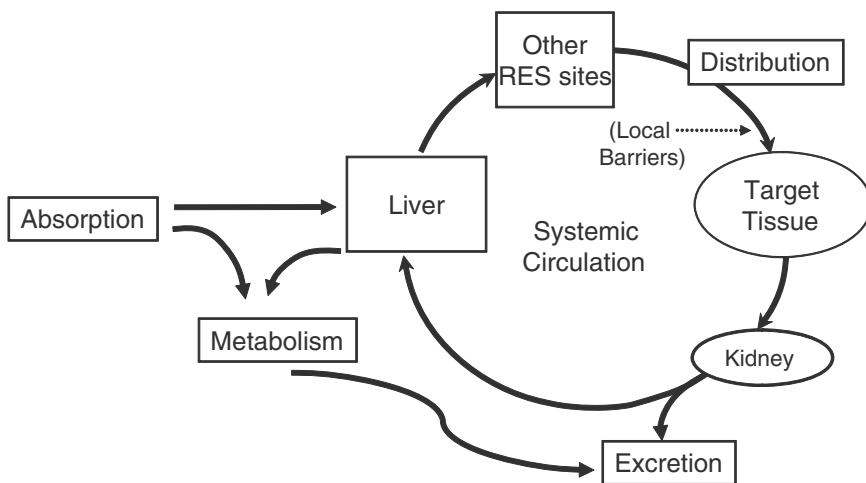 Other
RES sites
Distribution
(Local
Barriers)
Target
Tissue
Liver
Absorption
Systemic
Circulation
Metabolism
Kidney
Excretion